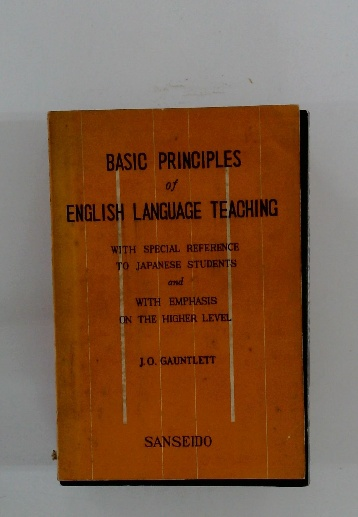 BASIC PRINCIPLES
of
ENGLISH LANGUAGE TEACHING
WITH SPECIAL REFERENCE
TO JAPANESE STUDENTS
and
WITH EMPHASIS
ON THE HIGHER LEVEL
J. O. GAUNTLETT
SANSEIDO